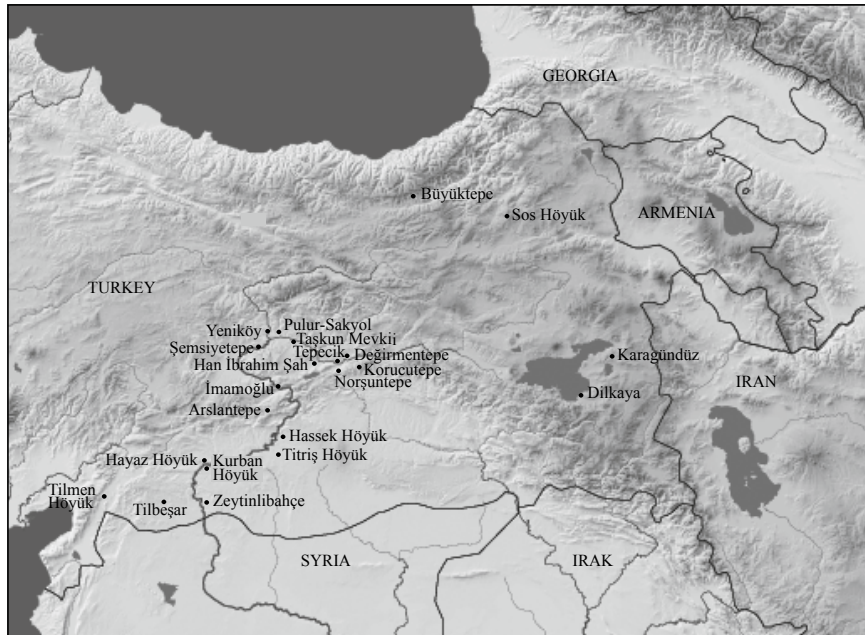 GEORGIA
Büyüktepe
Sos Höyük
ARMENIA
TURKEY
Yeniköy
Pulur-Sakyol
Şemsiyetepe
Taşkun Mevkii
Tepecik
Değirmentepe
Han İbrahim Şah
Korucutepe
Norşuntepe
Karagündüz
IRAN
İmamoğlu
Dilkaya
Arslantepe
Hassek Höyük
Titriş Höyük
Hayaz Höyük
Kurban
Höyük
Tilmen
Höyük
Tilbeşar
Zeytinlibahçe
SYRIA
IRAK